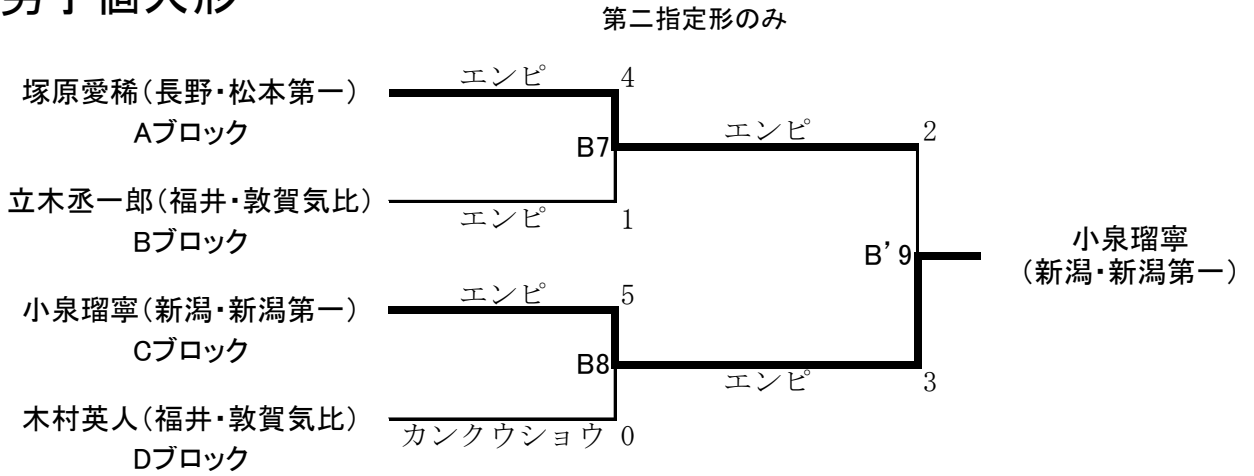 男子個人形
第二指定形のみ
エンピ 4
塚原愛稀(長野・松本第一)
Aブロック
エンピ 2
B7
立木丞一郎(福井・敦賀気比)
エンピ 1
Bブロック
小泉瑠寧
B’9
(新潟・新潟第一)
エンピ 5
小泉瑠寧(新潟・新潟第一)
Cブロック
B8
エンピ 3
木村英人(福井・敦賀気比)
カンクウショウ 0
Dブロック